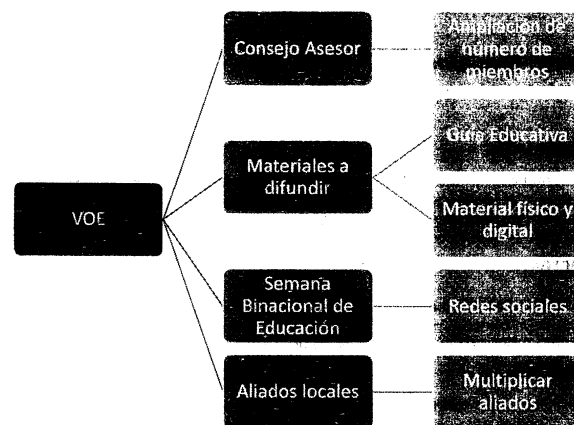 VOE
Consejo Asesor
Ampliación de
número de
miembros
Materiales a
difundir
Guía Educativa
Material físico y
digital
Semana
Binacional de
Educación
Redes sociales
Aliados locales
Multiplicar
aliados